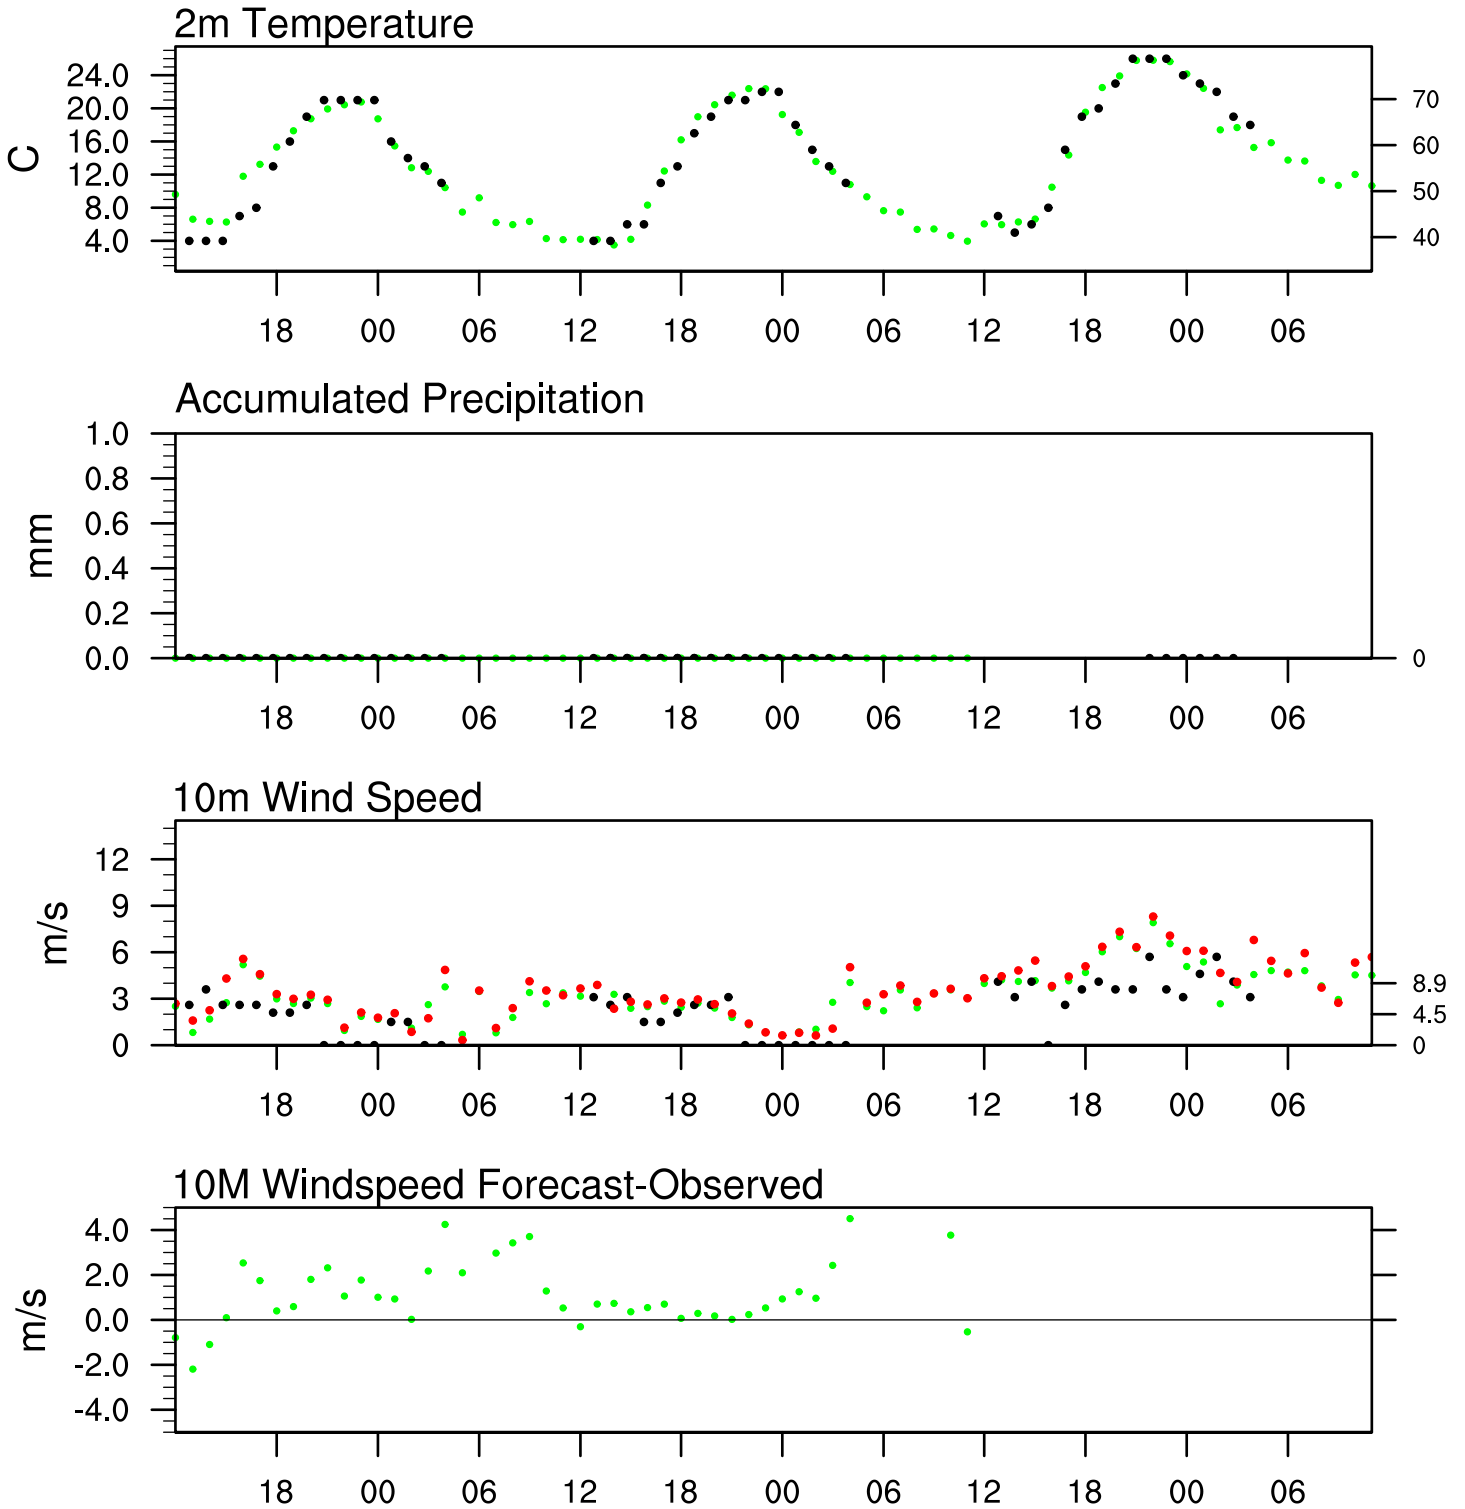 2m Temperature
24.0
20.0
16.0
12.0
8.0
4.0
C
70
60
50
40
18 00 06 12 18 00 06 12 18 00 06
Accumulated Precipitation
1.0
0.8
0.6
0.4
0.2
0.0
mm
0
18 00 06 12 18 00 06 12 18 00 06
10m Wind Speed
12
9
6
3
0
m/s
8.9
4.5
0
18 00 06 12 18 00 06 12 18 00 06
10M Windspeed Forecast-Observed
4.0
2.0
0.0
-2.0
-4.0
m/s
18 00 06 12 18 00 06 12 18 00 06